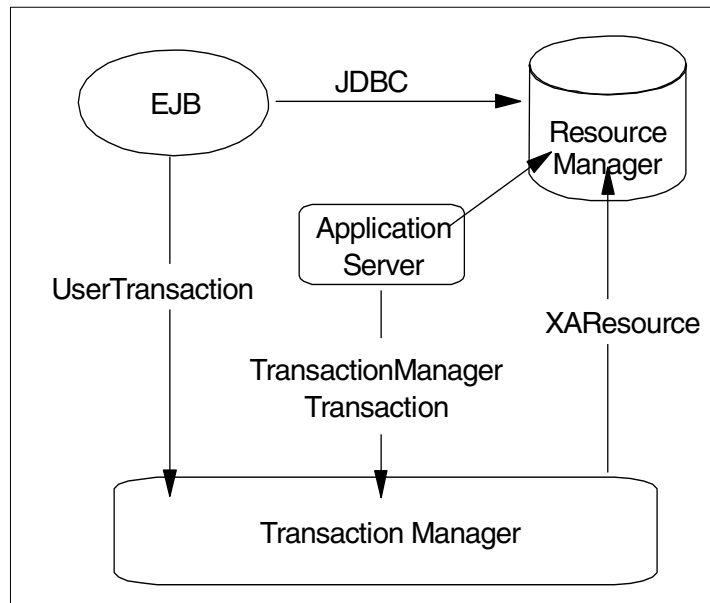 JDBC
EJB
Resource
Manager
Application
Server
UserTransaction
XAResource
TransactionManager
Transaction
Transaction Manager